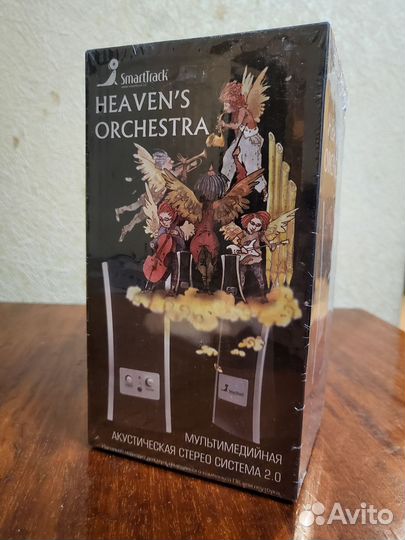 SmartTrack
HEAVEN'S
ORCHESTRA
МУЛЬТИМЕДИЙНАЯ
АКУСТИЧЕСКАЯ СТЕРЕО СИСТЕМА 2.0
Avito